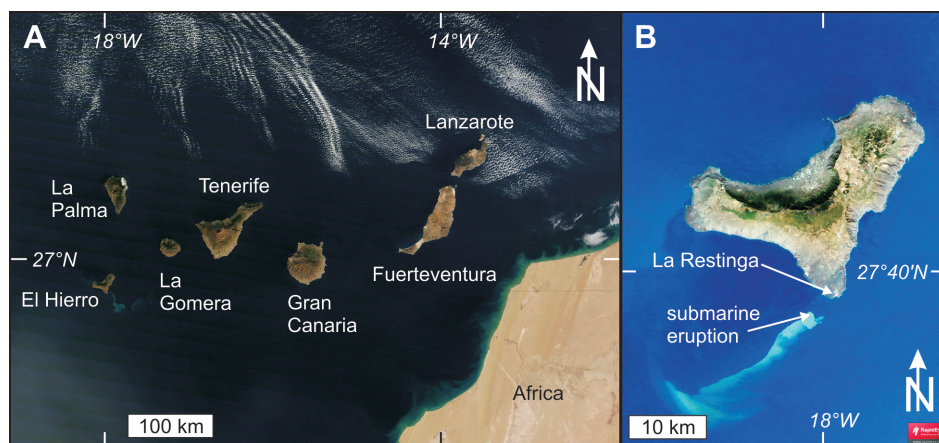 A
18°W
14°W
N
Lanzarote
La
Palma
Tenerife
27°N
El Hierro
La
Gomera
Gran
Canaria
Fuerteventura
Africa
100 km
B
La Restinga
27°40'N
submarine
eruption
N
10 km
18°W